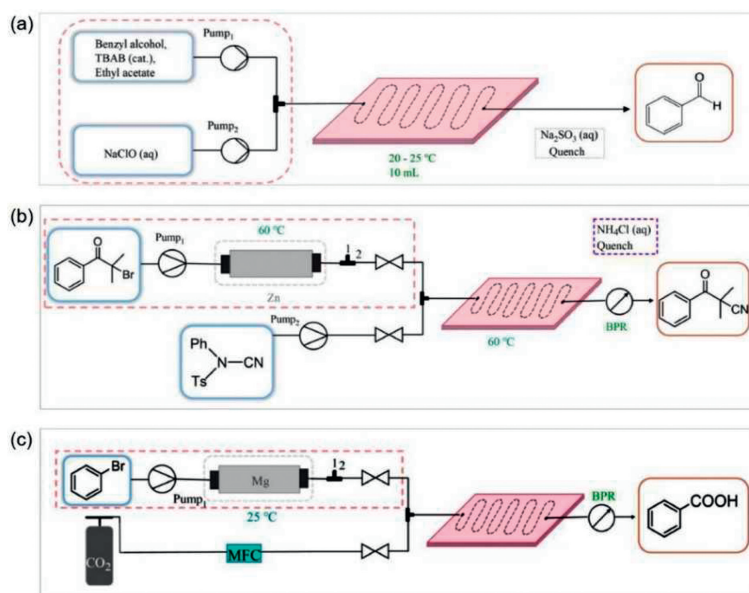 (a)
Benzyl alcohol,
TBAB (cat.),
Ethyl acetate
Pump₁
NaClO (aq)
Pump₂
20 - 25 °C
10 mL
Na₂SO₃ (aq)
Quench
O
H
(b)
O
Br
Pump₁
60 °C
Zn
1
2
Pump₂
Ph
N
CN
Ts
60 °C
NH₄Cl (aq)
Quench
BPR
O
CN
(c)
Br
Pump₁
Mg
25 °C
1
2
CO₂
MFC
BPR
COOH